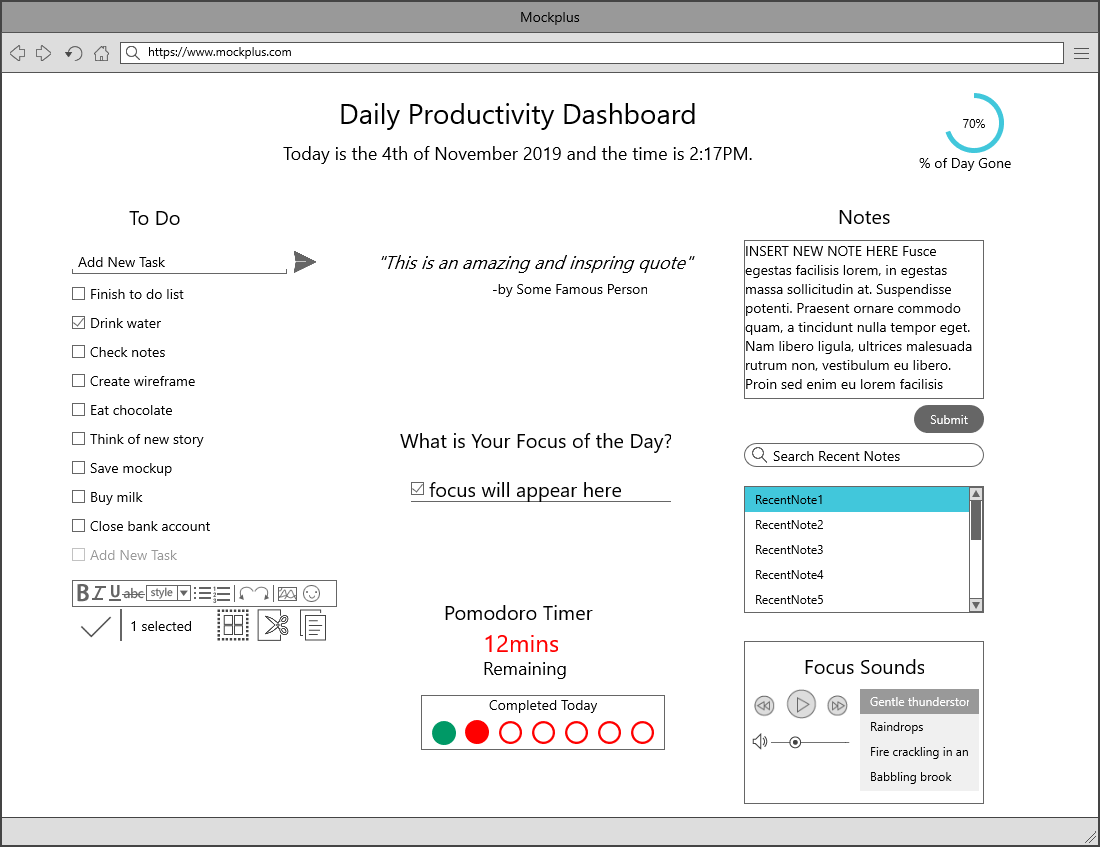 Mockplus
https://www.mockplus.com
Daily Productivity Dashboard
Today is the 4th of November 2019 and the time is 2:17PM.
70%
% of Day Gone
To Do
Add New Task
Finish to do list
Drink water
Check notes
Create wireframe
Eat chocolate
Think of new story
Save mockup
Buy milk
Close bank account
Add New Task
B I U abc style
1 selected
"This is an amazing and inspring quote"
-by Some Famous Person
What is Your Focus of the Day?
focus will appear here
Pomodoro Timer
12mins
Remaining
Completed Today
Notes
INSERT NEW NOTE HERE Fusce
egestas facilisis lorem, in egestas
massa sollicitudin at. Suspendisse
potenti. Praesent ornare commodo
quam, a tincidunt nulla tempor eget.
Nam libero ligula, ultrices malesuada
rutrum non, vestibulum eu libero.
Proin sed enim eu lorem facilisis
Submit
Search Recent Notes
RecentNote1
RecentNote2
RecentNote3
RecentNote4
RecentNote5
Focus Sounds
Gentle thunderstor
Raindrops
Fire crackling in an
Babbling brook